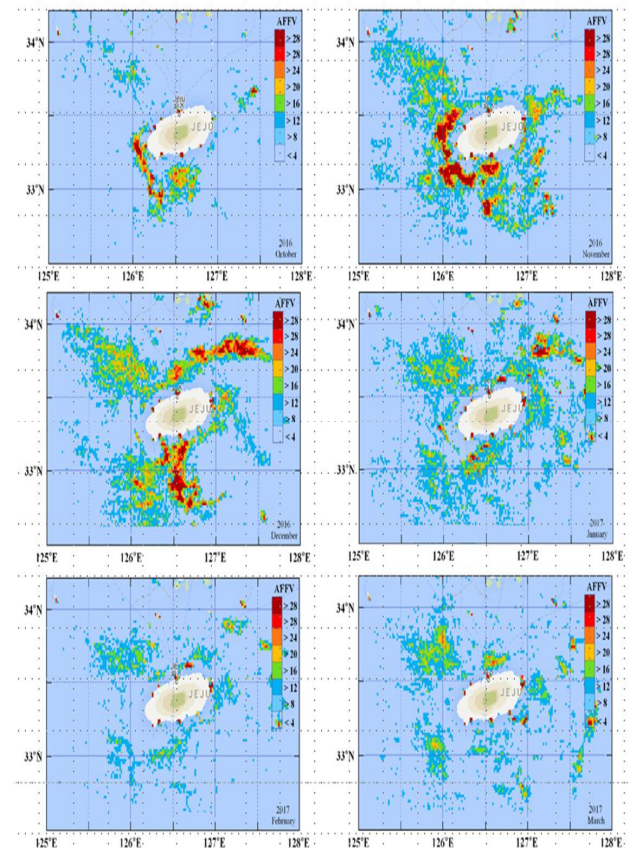 AFFV
34°N
> 28
> 28
> 24
> 20
> 16
> 12
> 8
< 4
JEJU
33°N
2016
October
125°E 126°E 127°E 128°E
AFFV
34°N
> 28
> 28
> 24
> 20
> 16
> 12
> 8
< 4
JEJU
33°N
2016
November
125°E 126°E 127°E 128°E
AFFV
34°N
> 28
> 28
> 24
> 20
> 16
> 12
> 8
< 4
JEJU
33°N
2016
December
125°E 126°E 127°E 128°E
AFFV
34°N
> 28
> 28
> 24
> 20
> 16
> 12
> 8
< 4
JEJU
33°N
2017
January
125°E 126°E 127°E 128°E
AFFV
34°N
> 28
> 28
> 24
> 20
> 16
> 12
> 8
< 4
JEJU
33°N
2017
February
125°E 126°E 127°E 128°E
AFFV
34°N
> 28
> 28
> 24
> 20
> 16
> 12
> 8
< 4
JEJU
33°N
2017
March
125°E 126°E 127°E 128°E